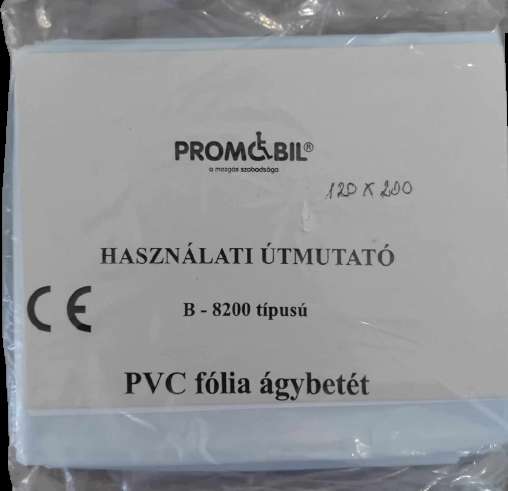 PROMOBIL®
a mozgás szabadsága
120 x 200
HASZNÁLATI ÚTMUTATÓ
CE
B - 8200 típusú
PVC fólia ágybetét